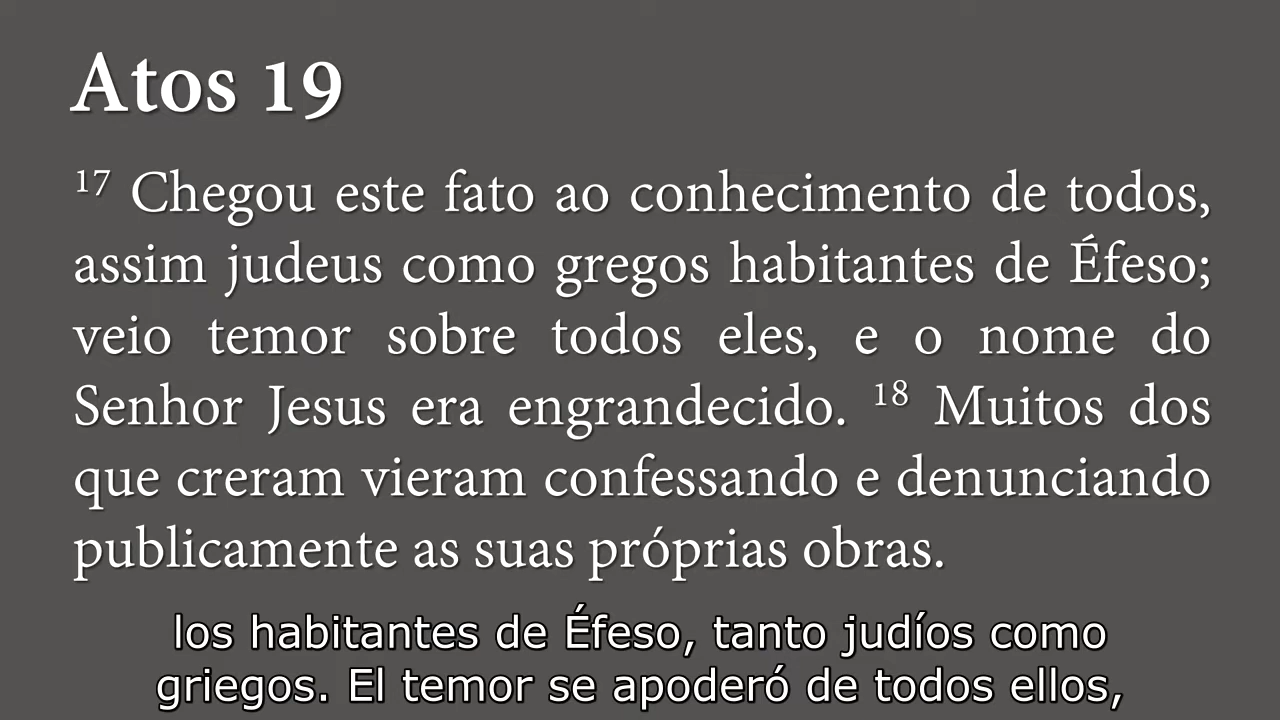 Atos 19
¹⁷ Chegou este fato ao conhecimento de todos,
assim judeus como gregos habitantes de Éfeso;
veio temor sobre todos eles, e o nome do
Senhor Jesus era engrandecido. ¹⁸ Muitos dos
que creram vieram confessando e denunciando
publicamente as suas próprias obras.
los habitantes de Éfeso, tanto judíos como
griegos. El temor se apoderó de todos ellos,